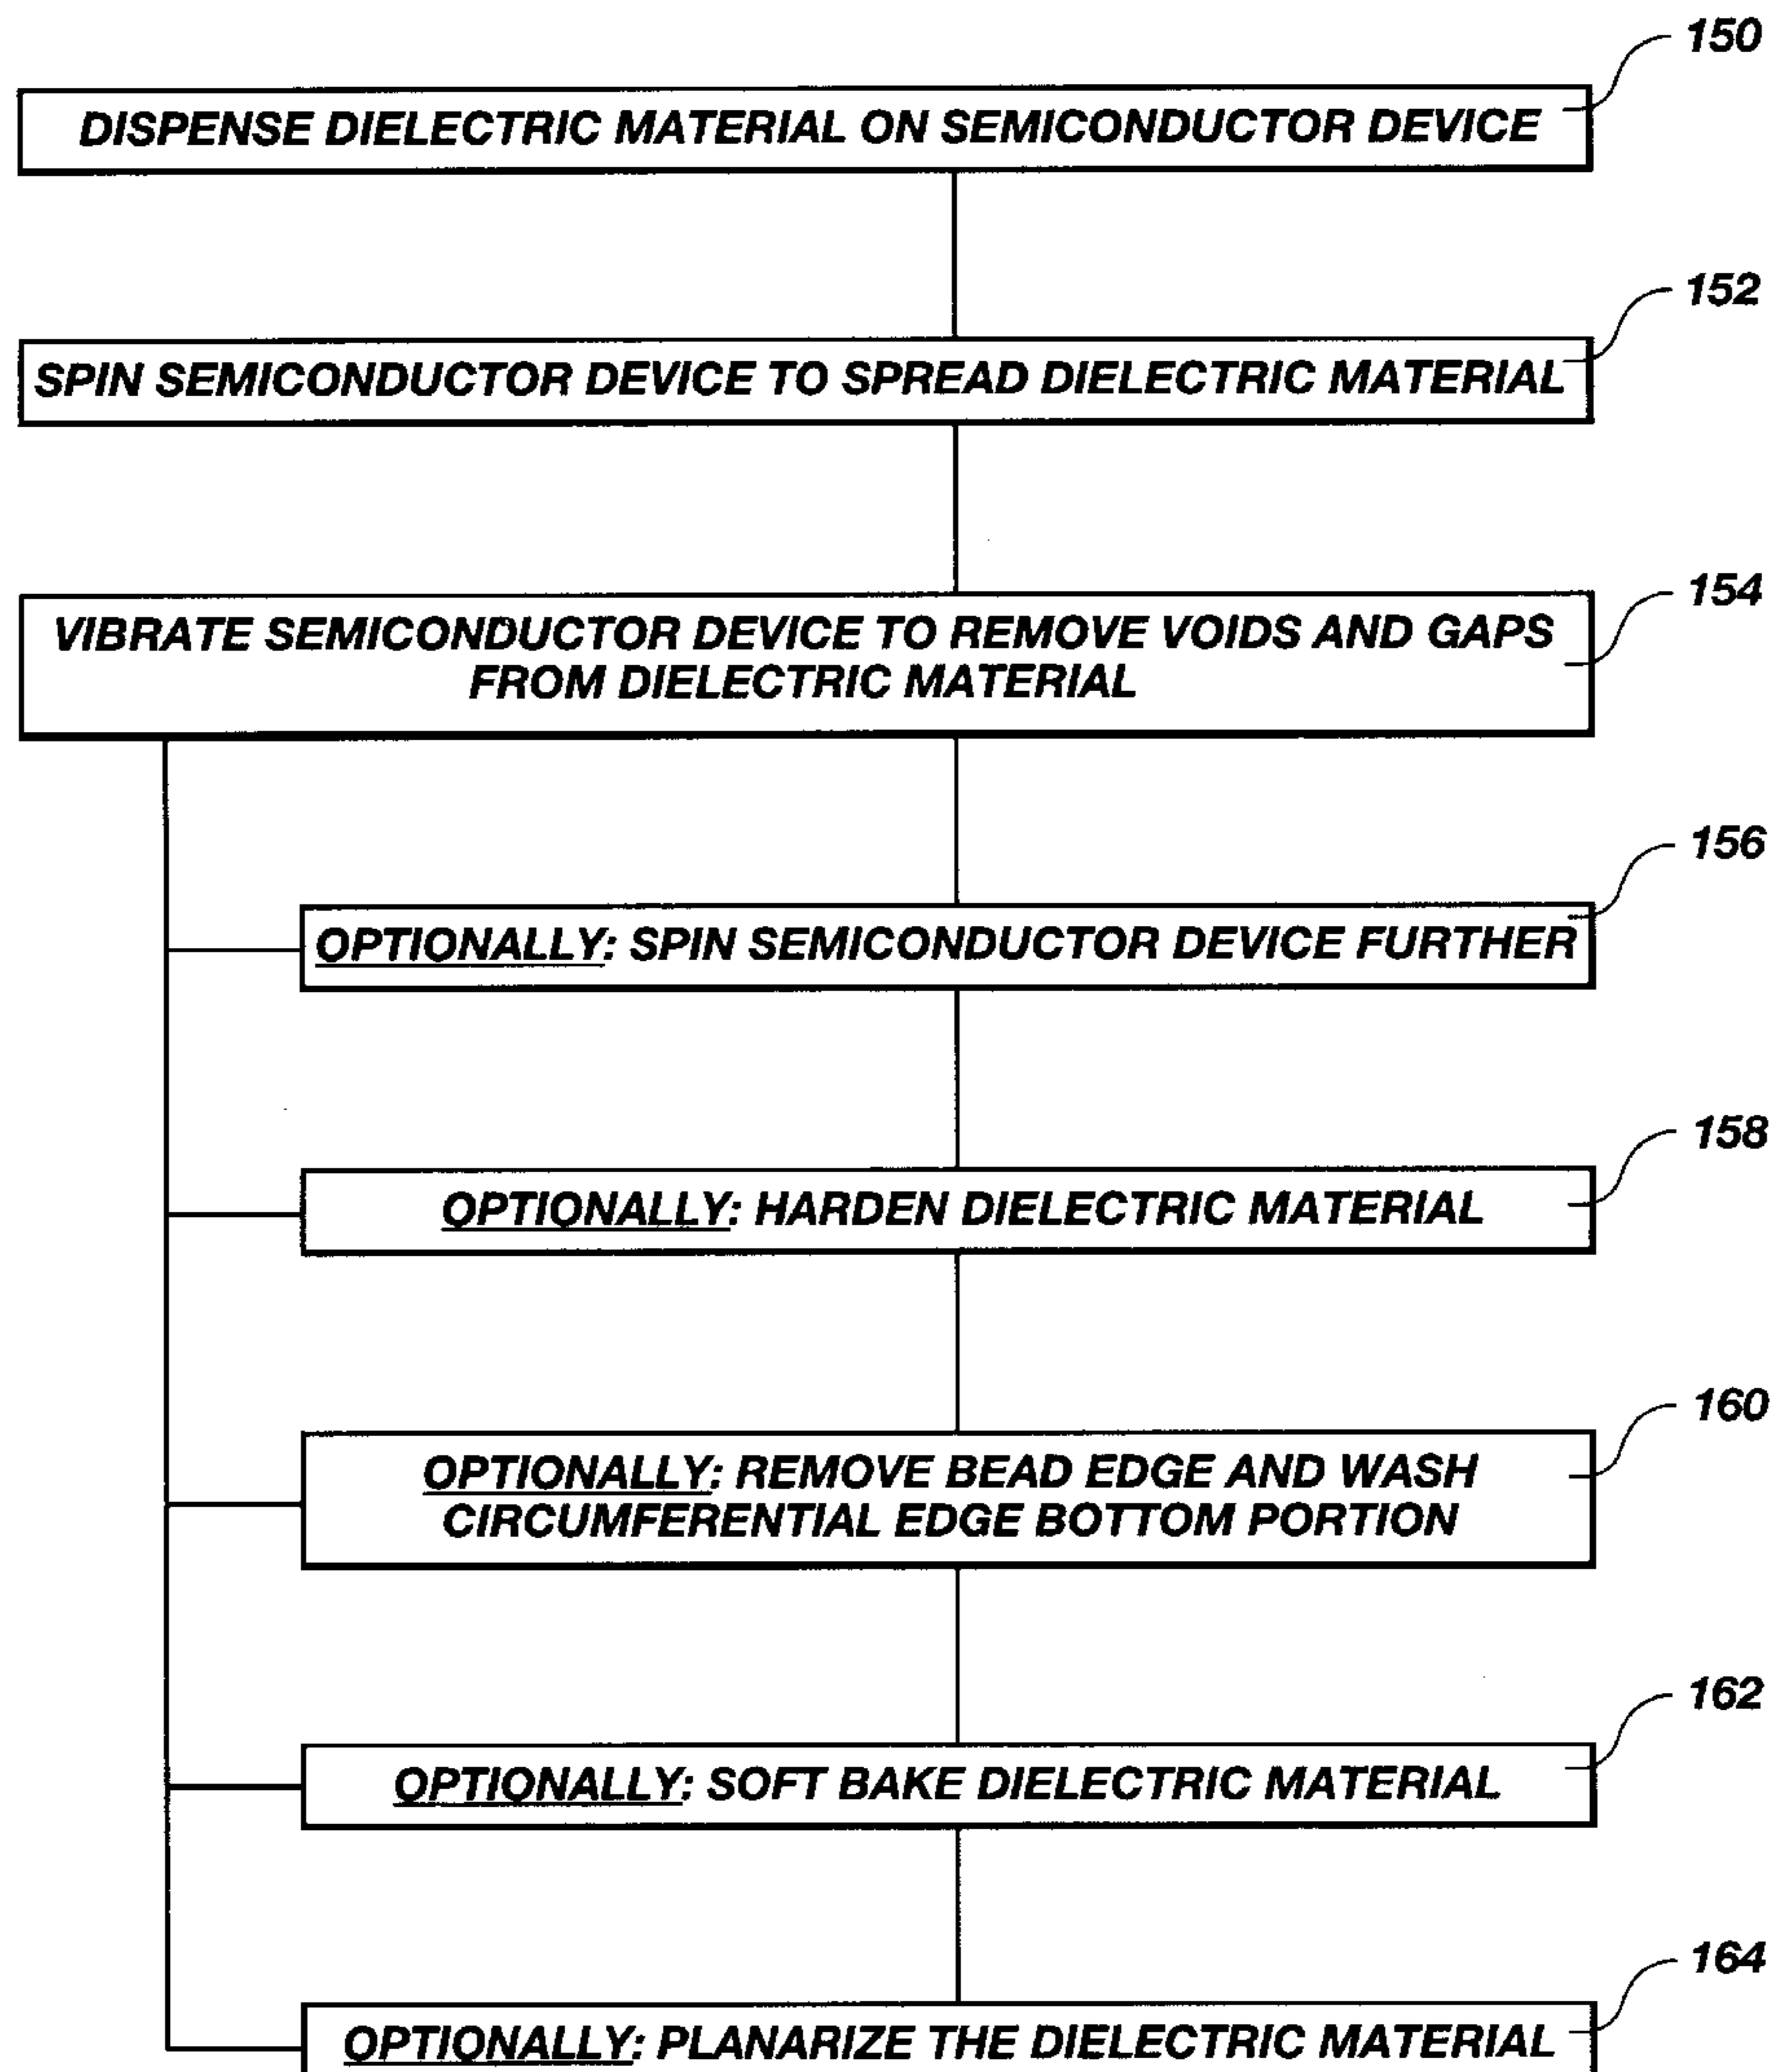 150
DISPENSE DIELECTRIC MATERIAL ON SEMICONDUCTOR DEVICE
152
SPIN SEMICONDUCTOR DEVICE TO SPREAD DIELECTRIC MATERIAL
154
VIBRATE SEMICONDUCTOR DEVICE TO REMOVE VOIDS AND GAPS
FROM DIELECTRIC MATERIAL
156
OPTIONALLY: SPIN SEMICONDUCTOR DEVICE FURTHER
158
OPTIONALLY: HARDEN DIELECTRIC MATERIAL
160
OPTIONALLY: REMOVE BEAD EDGE AND WASH
CIRCUMFERENTIAL EDGE BOTTOM PORTION
162
OPTIONALLY: SOFT BAKE DIELECTRIC MATERIAL
164
OPTIONALLY: PLANARIZE THE DIELECTRIC MATERIAL